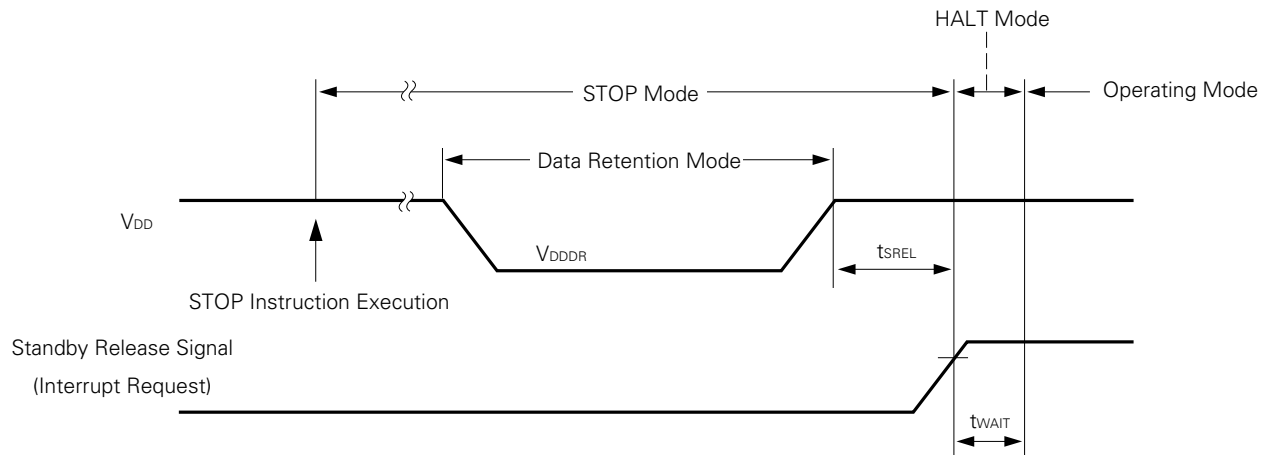 HALT Mode
STOP Mode
Operating Mode
Data Retention Mode
VDD
VDDDR
tSREL
STOP Instruction Execution
Standby Release Signal
(Interrupt Request)
tWAIT